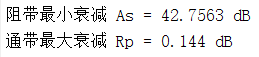 阻带最小衰减 As = 42.7563 dB
通带最大衰减 Rp = 0.144 dB